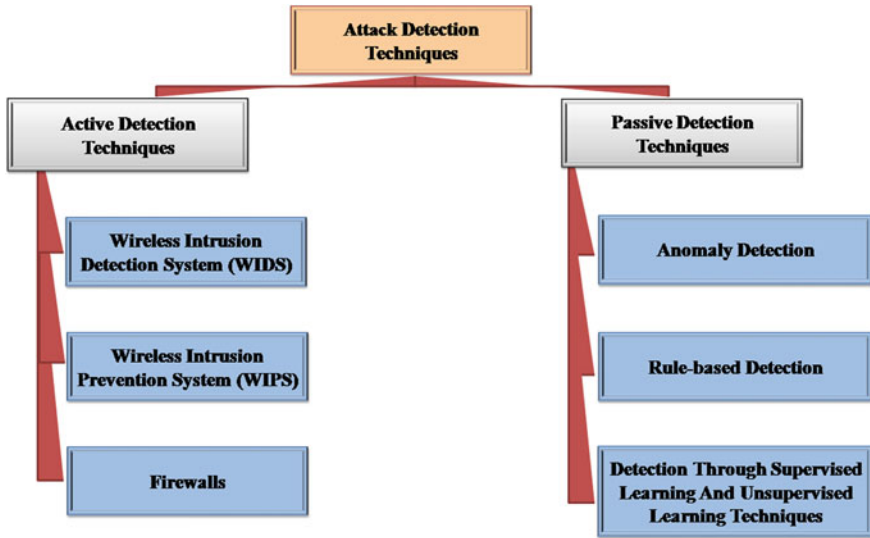 Attack Detection
Techniques
Active Detection
Techniques
Wireless Intrusion
Detection System (WIDS)
Wireless Intrusion
Prevention System (WIPS)
Firewalls
Passive Detection
Techniques
Anomaly Detection
Rule-based Detection
Detection Through Supervised
Learning And Unsupervised
Learning Techniques